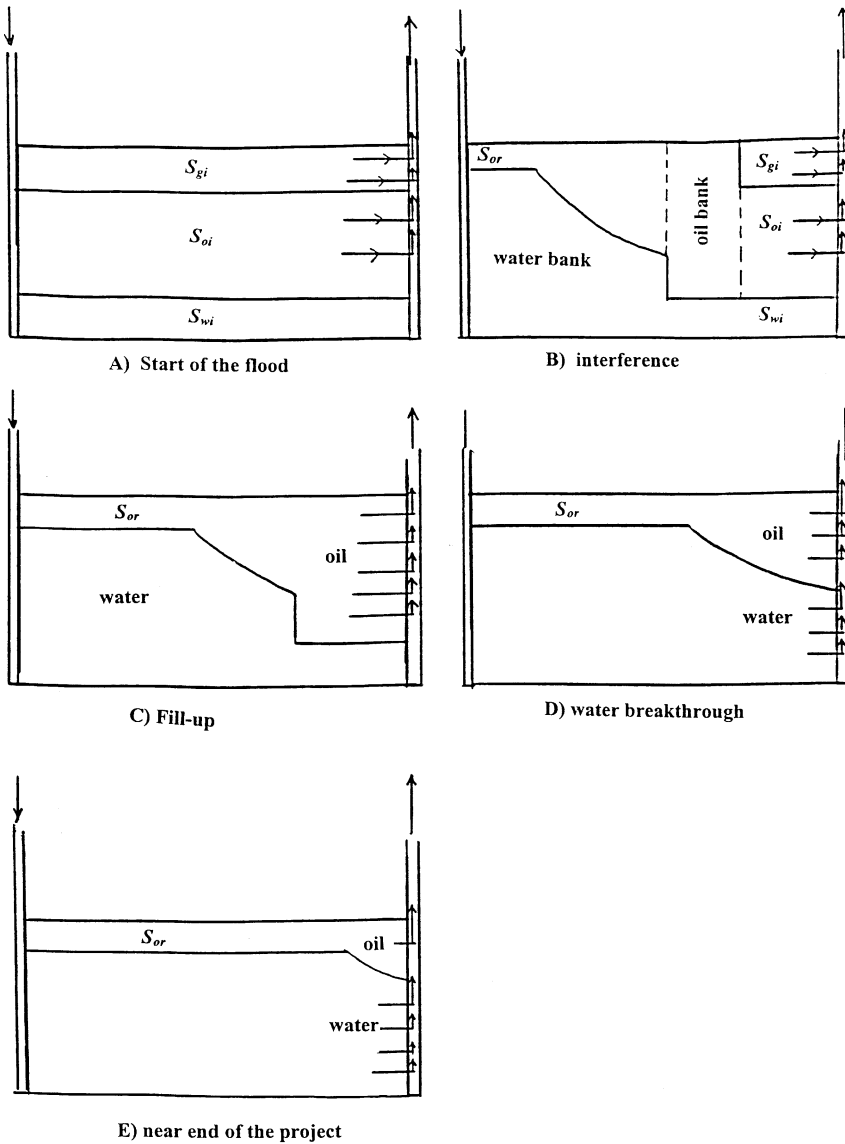 S_gi
S_oi
S_wi
A) Start of the flood
S_or
oil bank
S_gi
S_oi
water bank
S_wi
B) interference
S_or
oil
water
C) Fill-up
S_or
oil
water
D) water breakthrough
S_or
oil
water
E) near end of the project